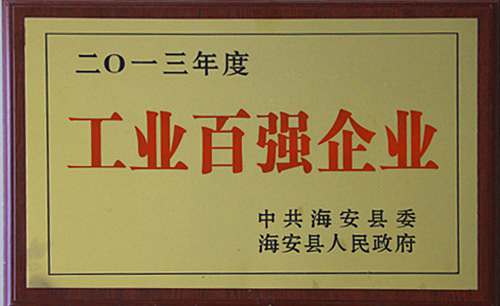 二〇一三年度
工业百强企业
中共海安县委
海安县人民政府